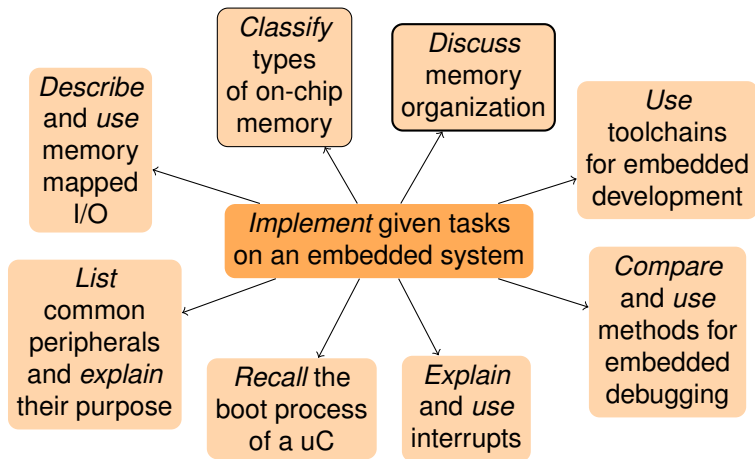 Classify
types
of on-chip
memory
Discuss
memory
organization
Describe
and use
memory
mapped
I/O
Use
toolchains
for embedded
development
Implement given tasks
on an embedded system
List
common
peripherals
and explain
their purpose
Compare
and use
methods for
embedded
debugging
Recall the
boot process
of a uC
Explain
and use
interrupts